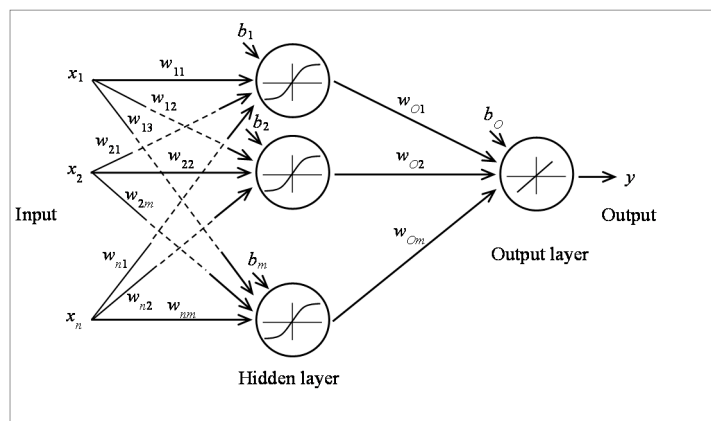 b1
x1
w11
w12
w13
wO1
b2
bO
w21
w22
wO2
x2
y
w2m
Input
Output
wOm
wn1
Output layer
bm
wn2
wnm
xn
Hidden layer